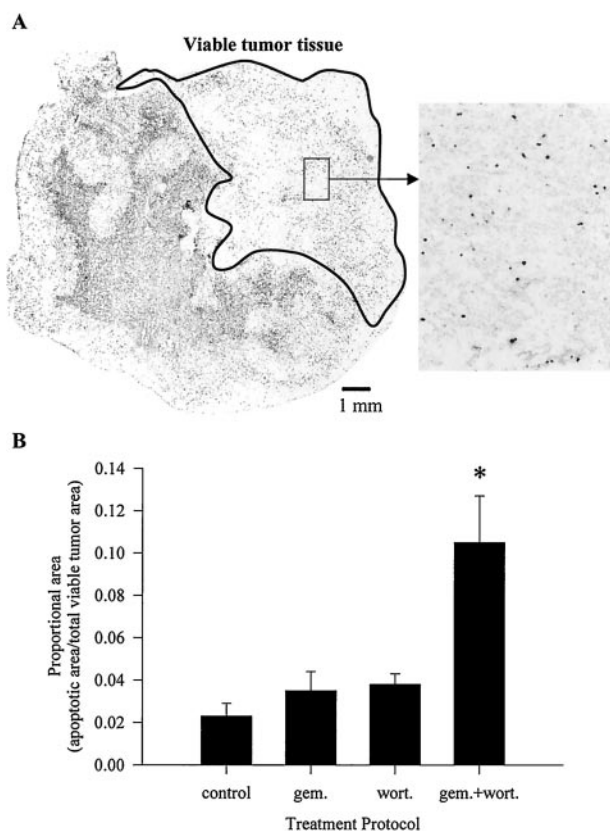 A
Viable tumor tissue
1 mm
B
Proportional area
(apoptotic area/total viable tumor area)
0.14
0.12
0.10
0.08
0.06
0.04
0.02
0.00
*
control gem. wort. gem.+wort.
Treatment Protocol